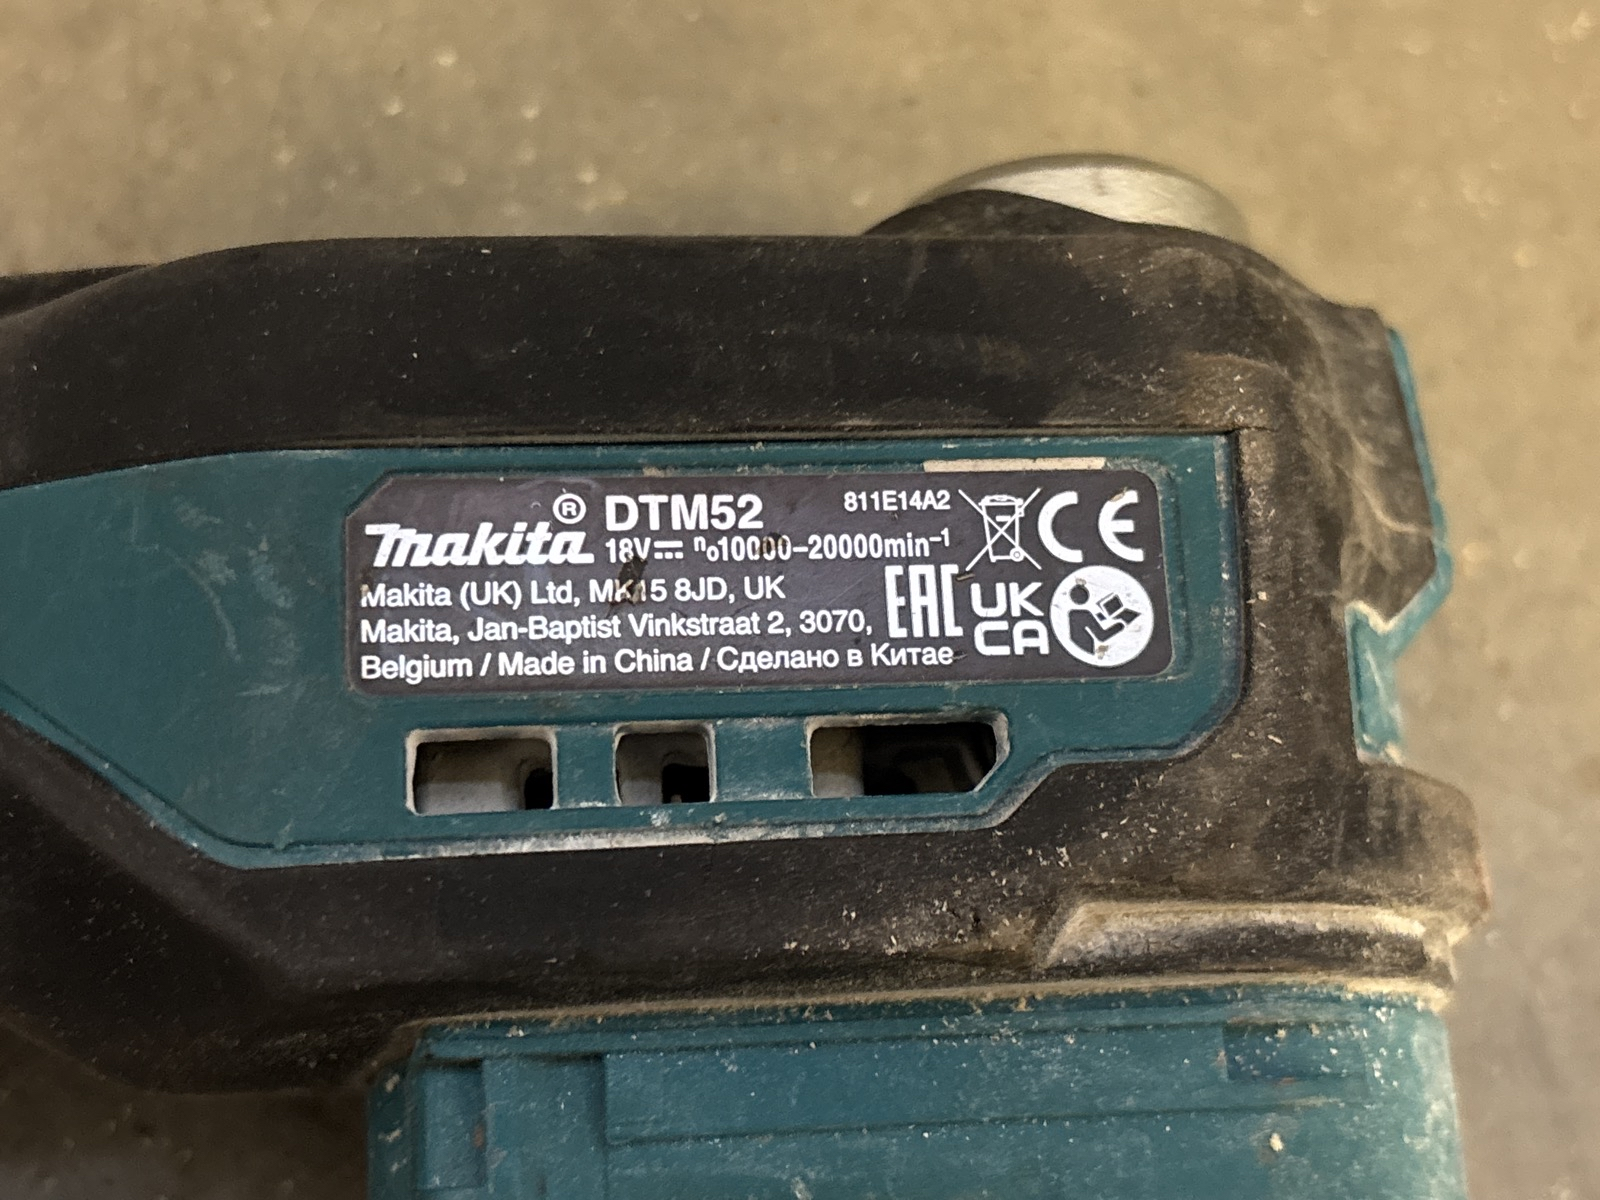 makita® DTM52 811E14A2
18V n₀10000–20000min⁻¹
Makita (UK) Ltd, MK15 8JD, UK
Makita, Jan-Baptist Vinkstraat 2, 3070,
Belgium / Made in China / Сделано в Китае
CE
EAC
UK
CA